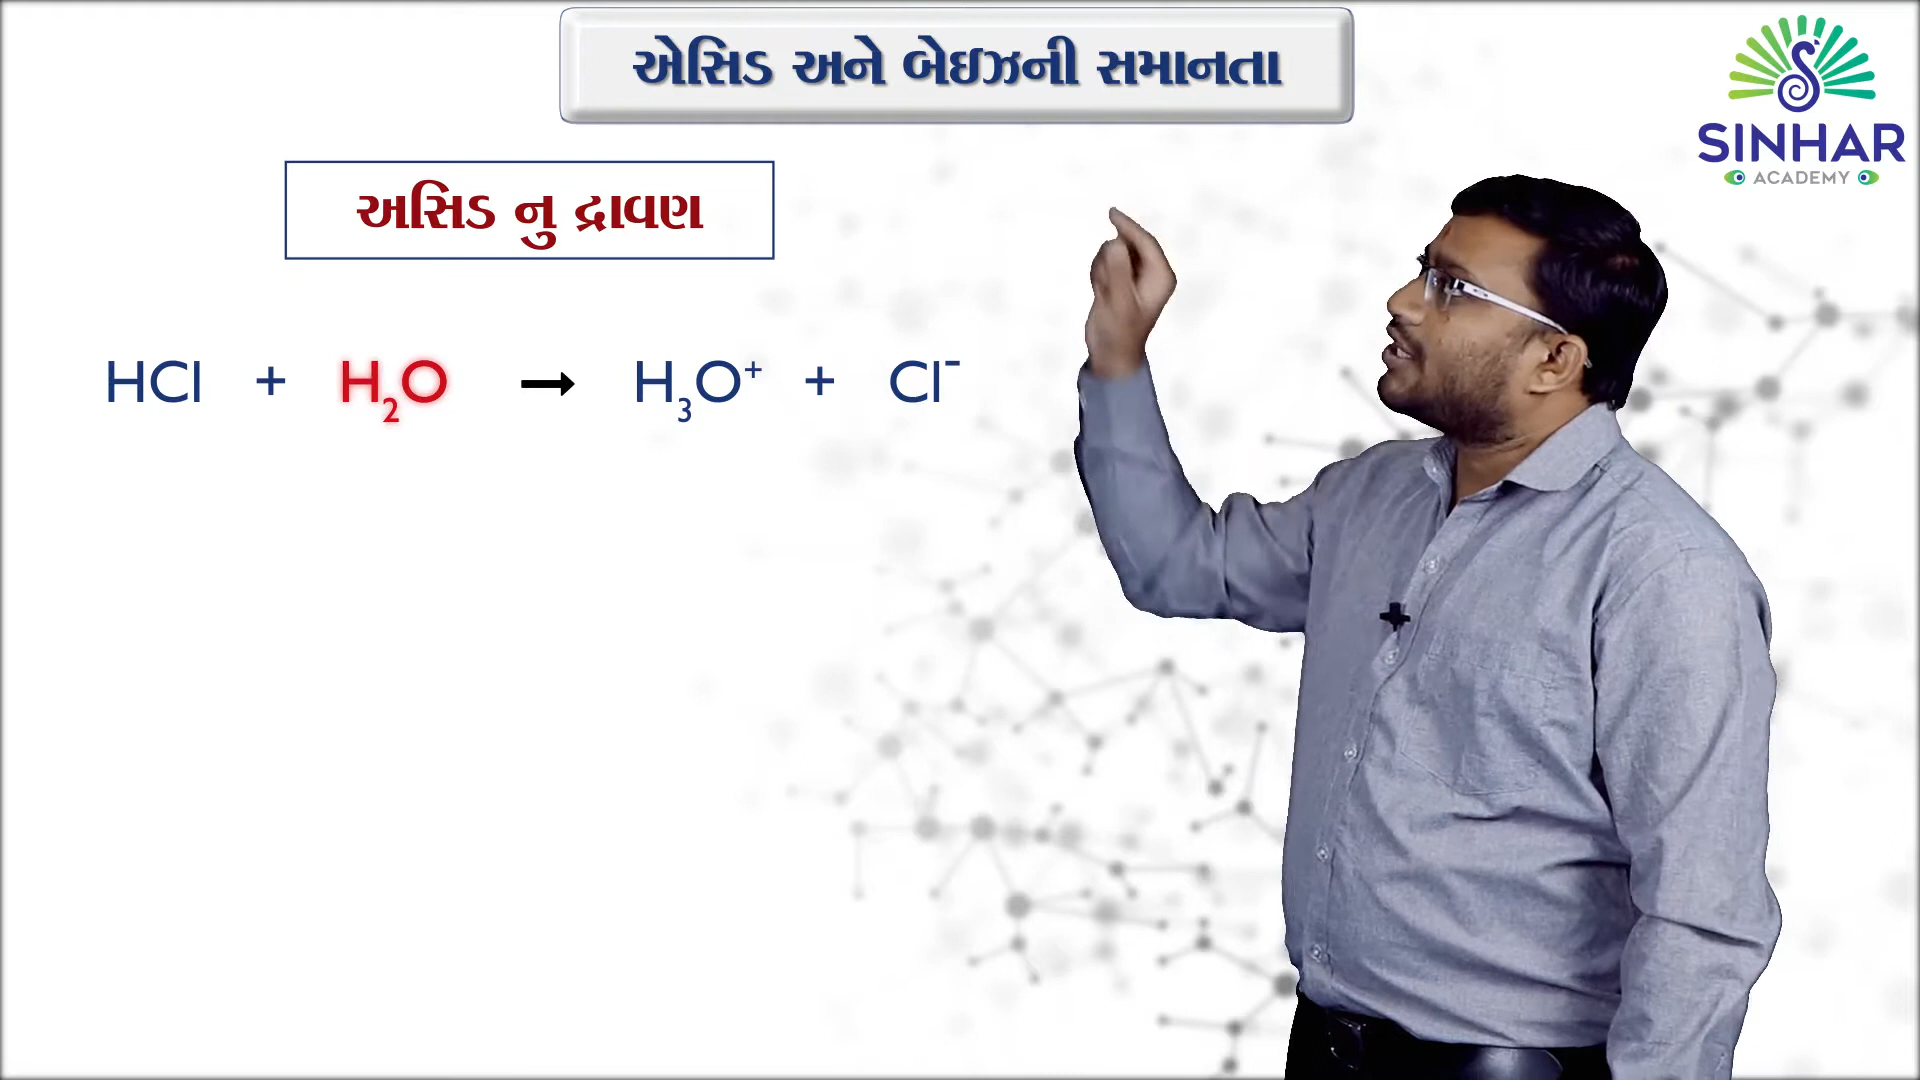 એસિડ અને બેઇઝની સમાનતા
SINHAR
ACADEMY
અસિડ નુ દ્રાવણ
HCl + H₂O → H₃O⁺ + Cl⁻